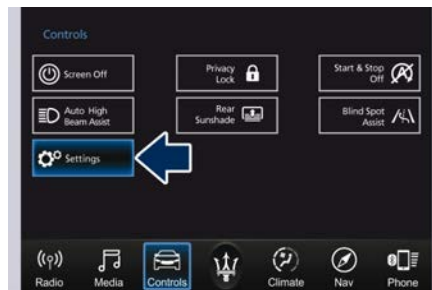 Controls
Screen Off
Privacy
Lock
Start & Stop
Off
Auto High
Beam Assist
Rear
Sunshade
Blind Spot
Assist
Settings
Radio
Media
Controls
Climate
Nav
Phone